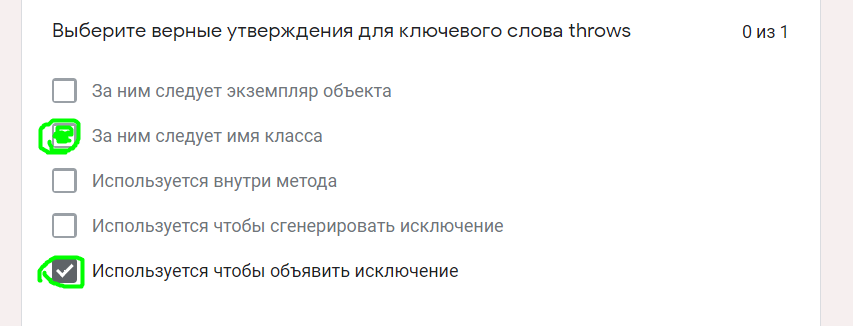 Выберите верные утверждения для ключевого слова throws
0 из 1
За ним следует экземпляр объекта
За ним следует имя класса
Используется внутри метода
Используется чтобы сгенерировать исключение
Используется чтобы объявить исключение